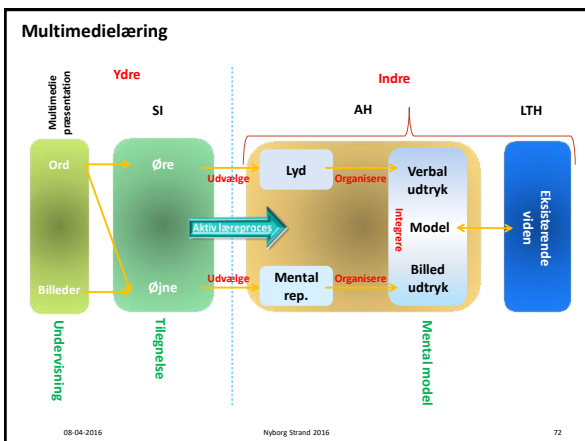 Multimedielæring
Ydre
Indre
Multimedie
præsentation
SI
AH
LTH
Ord
Billeder
Øre
Øjne
Udvælge
Aktiv læreproces
Udvælge
Lyd
Mental
rep.
Organisere
Organisere
Verbal
udtryk
Integrere
Model
Billed
udtryk
Eksisterende
viden
Undervisning
Tilegnelse
Mental model
08-04-2016
Nyborg Strand 2016
72